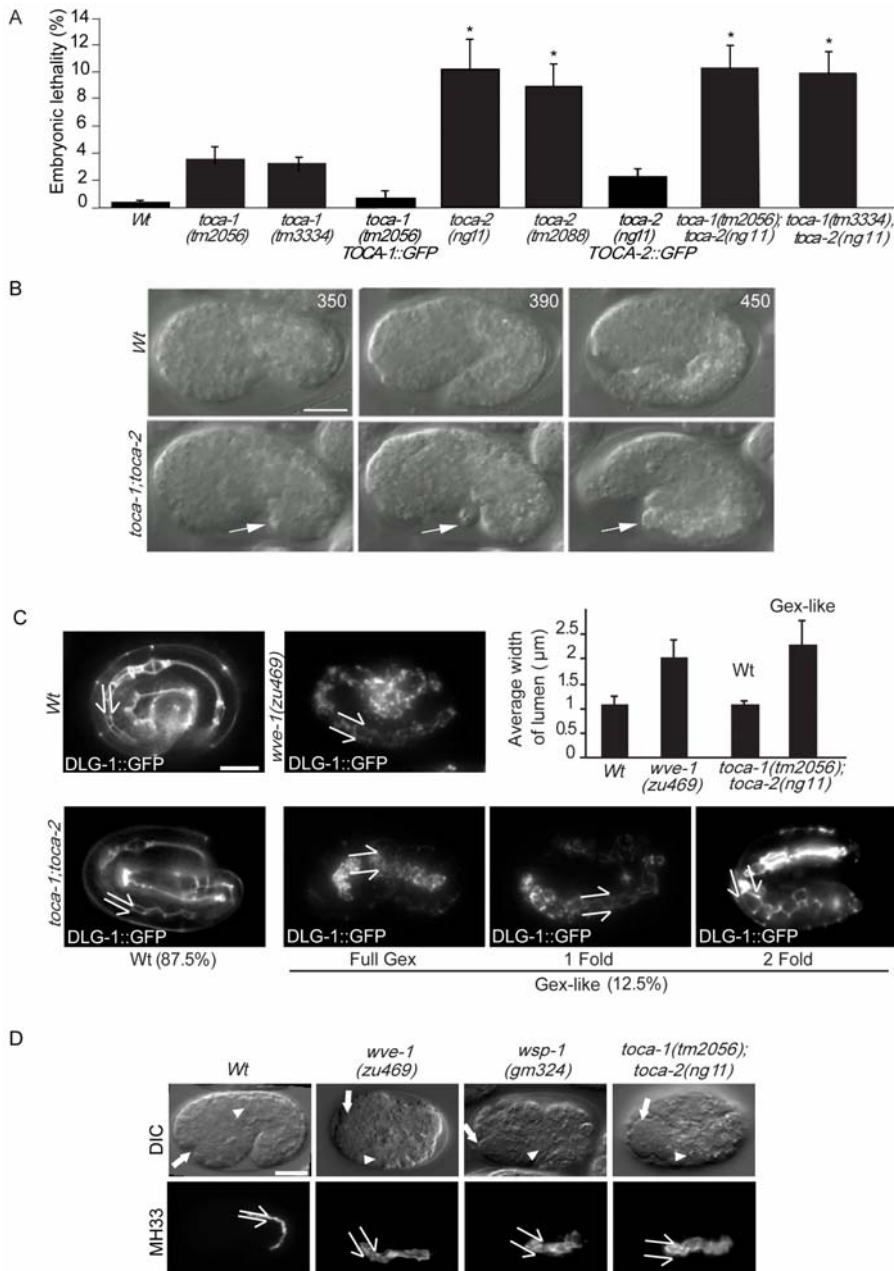 A
Embryonic lethality (%)
14
12
10
8
6
4
2
0
*
*
*
*
Wt
toca-1
(tm2056)
toca-1
(tm3334)
toca-1
(tm2056)
TOCA-1::GFP
toca-2
(ng11)
toca-2
(tm2088)
toca-2
(ng11)
TOCA-2::GFP
toca-1(tm2056);
toca-2(ng11)
toca-1(tm3334);
toca-2(ng11)
B
Wt
350
390
450
toca-1;toca-2
C
Wt
DLG-1::GFP
wve-1(zu469)
DLG-1::GFP
Average width
of lumen (µm)
2.5
2
1.5
1
0.5
0
Wt
Gex-like
Wt
wve-1
(zu469)
toca-1(tm2056);
toca-2(ng11)
toca-1;toca-2
DLG-1::GFP
DLG-1::GFP
DLG-1::GFP
DLG-1::GFP
Wt (87.5%)
Full Gex
1 Fold
2 Fold
Gex-like (12.5%)
D
Wt
wve-1
(zu469)
wsp-1
(gm324)
toca-1(tm2056);
toca-2(ng11)
DIC
MH33